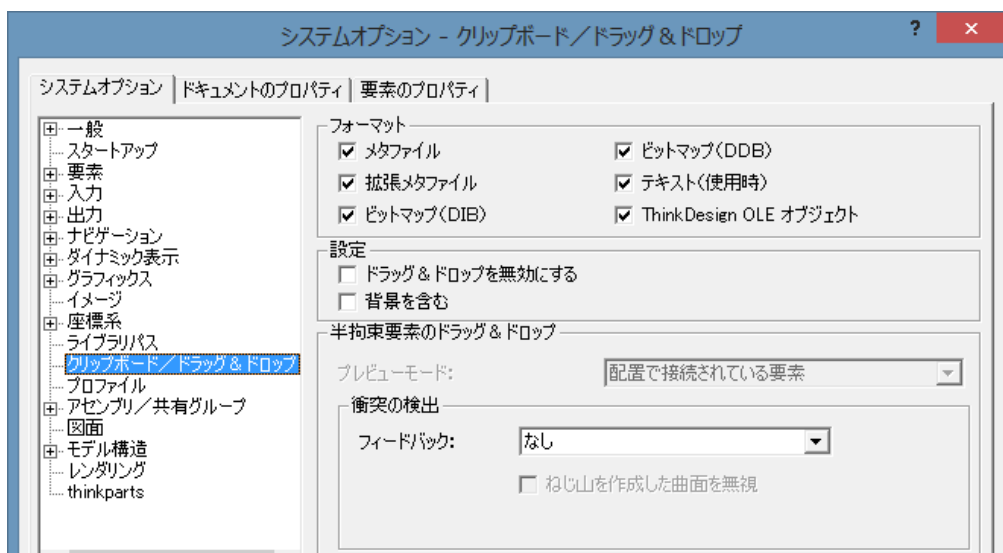 システムオプション - クリップボード／ドラッグ＆ドロップ
?
×
システムオプション ドキュメントのプロパティ 要素のプロパティ
一般
スタートアップ
要素
入力
出力
ナビゲーション
ダイナミック表示
グラフィックス
イメージ
座標系
ライブラリパス
クリップボード／ドラッグ＆ドロップ
プロファイル
アセンブリ／共有グループ
図面
モデル構造
レンダリング
thinkparts
フォーマット
メタファイル ビットマップ(DDB)
拡張メタファイル テキスト(使用時)
ビットマップ(DIB) ThinkDesign OLE オブジェクト
設定
ドラッグ＆ドロップを無効にする
背景を含む
半拘束要素のドラッグ＆ドロップ
プレビューモード: 配置で接続されている要素
衝突の検出
フィードバック: なし
ねじ山を作成した曲面を無視